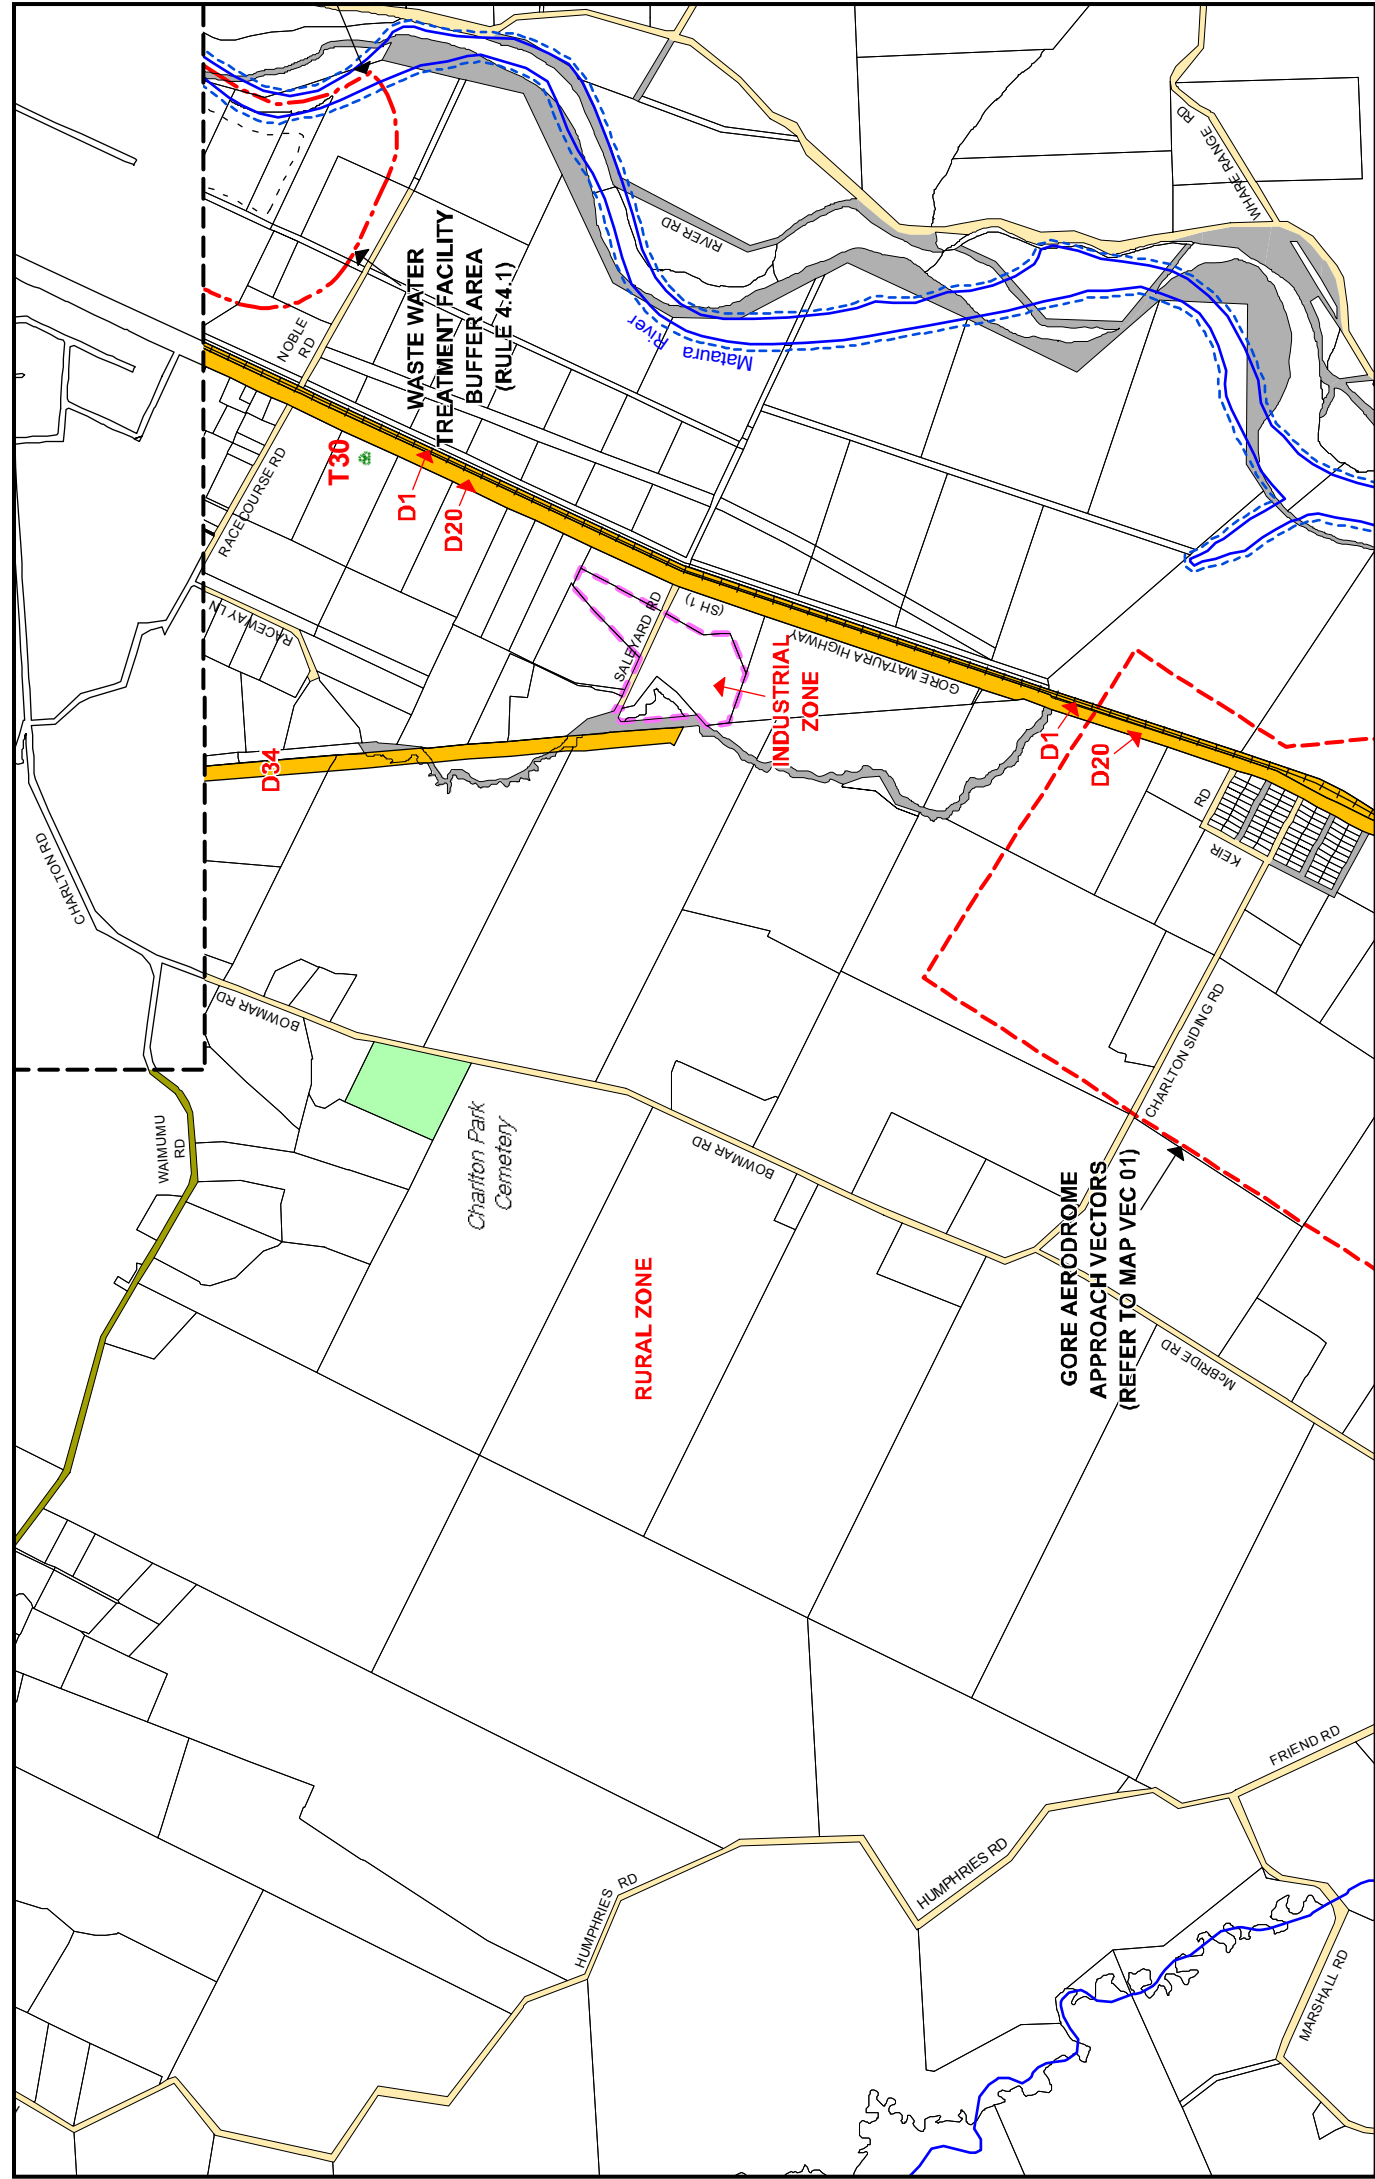 CHARLTON RD
WAIMUMU
RD
BOWMAR RD
D34
RACEWAY LN
RACECOURSE RD
NOBLE
RD
T30
D1
D20
WASTE WATER
TREATMENT FACILITY
BUFFER AREA
(RULE 4.4.1)
RIVER RD
WHARE RANGE RD
Mataura River
SALEYARD RD
(SH 1)
GORE MATAURA HIGHWAY
INDUSTRIAL
ZONE
D1
D20
KEIR RD
CHARLTON SIDING RD
Charlton Park
Cemetery
BOWMAR RD
RURAL ZONE
GORE AERODROME
APPROACH VECTORS
(REFER TO MAP VEC 01)
McBRIDE RD
HUMPHRIES RD
HUMPHRIES RD
FRIEND RD
MARSHALL RD